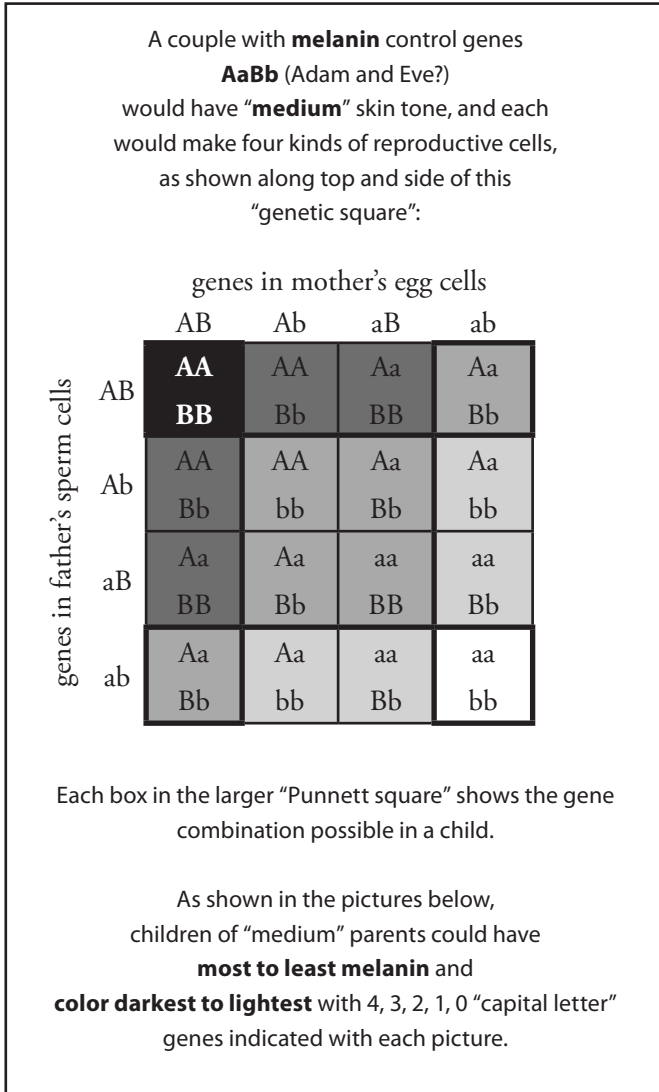 A couple with melanin control genes
AaBb (Adam and Eve?)
would have “medium” skin tone, and each
would make four kinds of reproductive cells,
as shown along top and side of this
“genetic square”:
genes in mother’s egg cells
AB Ab aB ab
genes in father’s sperm cells
AB
AA AA Aa Aa
BB Bb BB Bb
Ab
AA AA Aa Aa
Bb bb Bb bb
aB
Aa Aa aa aa
BB Bb BB Bb
ab
Aa Aa aa aa
Bb bb Bb bb
Each box in the larger “Punnett square” shows the gene
combination possible in a child.
As shown in the pictures below,
children of “medium” parents could have
most to least melanin and
color darkest to lightest with 4, 3, 2, 1, 0 “capital letter”
genes indicated with each picture.